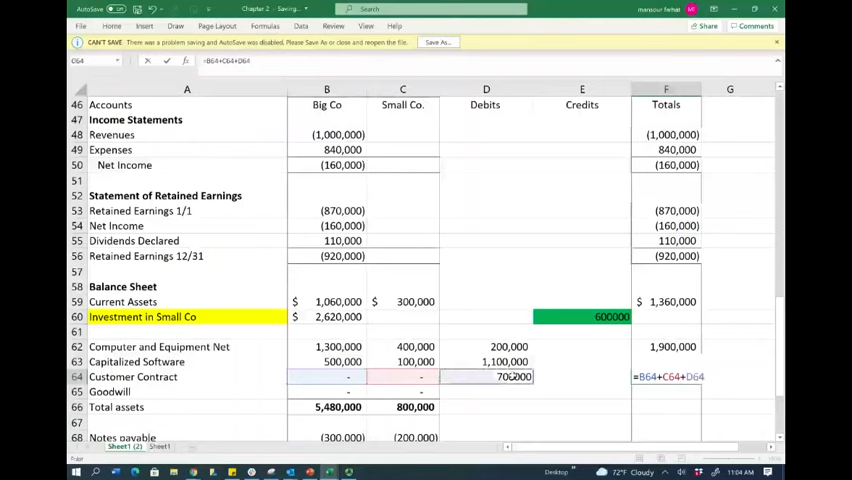 AutoSave Off Chapter 2 - Saving... Search mansour farhat MF
File Home Insert Draw Page Layout Formulas Data Review View Help Share Comments
CAN'T SAVE There was a problem saving and AutoSave was disabled. Please Save As or close and reopen the file. Save As...
D64 fx =B64+C64+D64
A B C D E F G
46 Accounts Big Co Small Co. Debits Credits Totals
47 Income Statements
48 Revenues (1,000,000) (1,000,000)
49 Expenses 840,000 840,000
50 Net Income (160,000) (160,000)
51
52 Statement of Retained Earnings
53 Retained Earnings 1/1 (870,000) (870,000)
54 Net Income (160,000) (160,000)
55 Dividends Declared 110,000 110,000
56 Retained Earnings 12/31 (920,000) (920,000)
57
58 Balance Sheet
59 Current Assets $ 1,060,000 $ 300,000 $ 1,360,000
60 Investment in Small Co $ 2,620,000 600000
61
62 Computer and Equipment Net 1,300,000 400,000 200,000 1,900,000
63 Capitalized Software 500,000 100,000 1,100,000
64 Customer Contract - - 700000 =B64+C64+D64
65 Goodwill - -
66 Total assets 5,480,000 800,000
67
68 Notes payable (300,000) (200,000)
Sheet1 (2) Sheet1
Point
Desktop 72°F Cloudy 11:04 AM